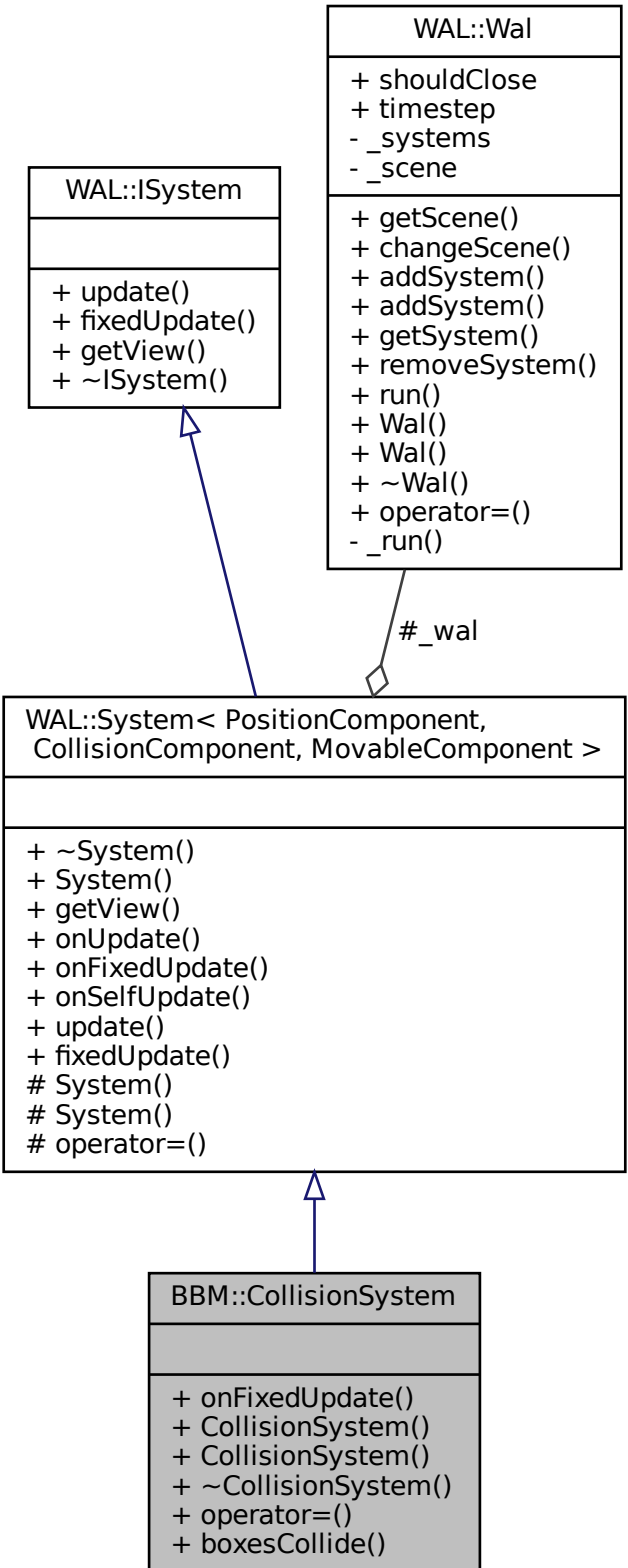 WAL::Wal
+ shouldClose
+ timestep
- _systems
- _scene
+ getScene()
+ changeScene()
+ addSystem()
+ addSystem()
+ getSystem()
+ removeSystem()
+ run()
+ Wal()
+ Wal()
+ ~Wal()
+ operator=()
- _run()
WAL::ISystem
+ update()
+ fixedUpdate()
+ getView()
+ ~ISystem()
#_wal
WAL::System< PositionComponent,
CollisionComponent, MovableComponent >
+ ~System()
+ System()
+ getView()
+ onUpdate()
+ onFixedUpdate()
+ onSelfUpdate()
+ update()
+ fixedUpdate()
# System()
# System()
# operator=()
BBM::CollisionSystem
+ onFixedUpdate()
+ CollisionSystem()
+ CollisionSystem()
+ ~CollisionSystem()
+ operator=()
+ boxesCollide()